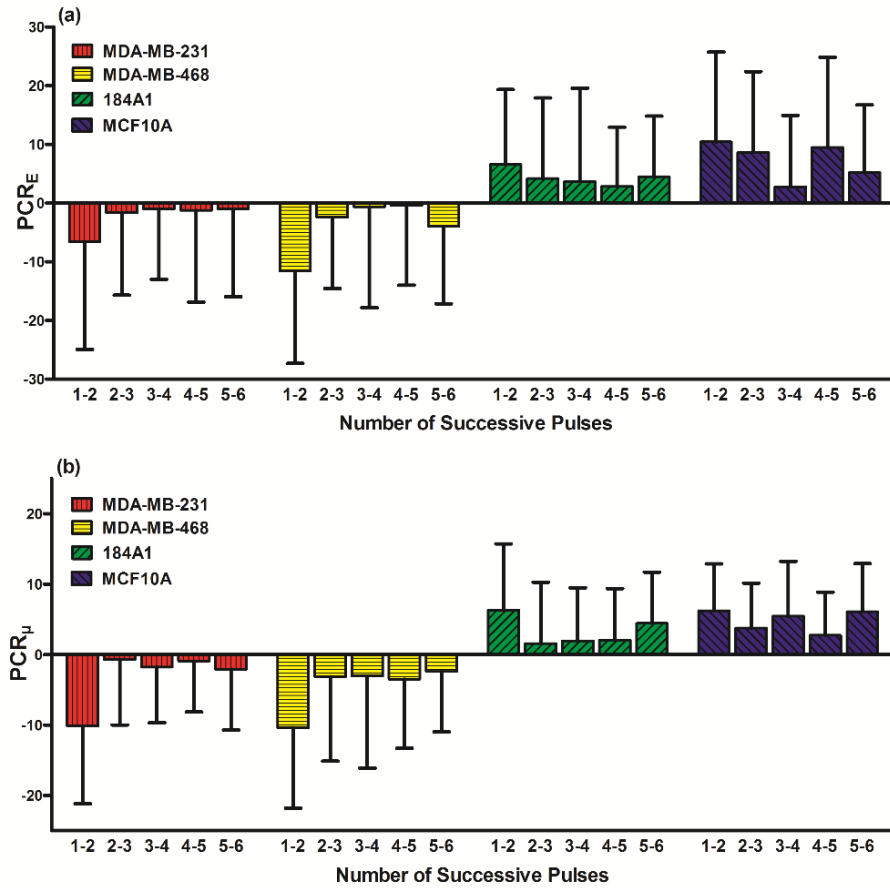 (a)
MDA-MB-231
MDA-MB-468
184A1
MCF10A
PCR_E
30
20
10
0
-10
-20
-30
1-2 2-3 3-4 4-5 5-6 1-2 2-3 3-4 4-5 5-6 1-2 2-3 3-4 4-5 5-6 1-2 2-3 3-4 4-5 5-6
Number of Successive Pulses
(b)
MDA-MB-231
MDA-MB-468
184A1
MCF10A
PCR_μ
20
10
0
-10
-20
1-2 2-3 3-4 4-5 5-6 1-2 2-3 3-4 4-5 5-6 1-2 2-3 3-4 4-5 5-6 1-2 2-3 3-4 4-5 5-6
Number of Successive Pulses